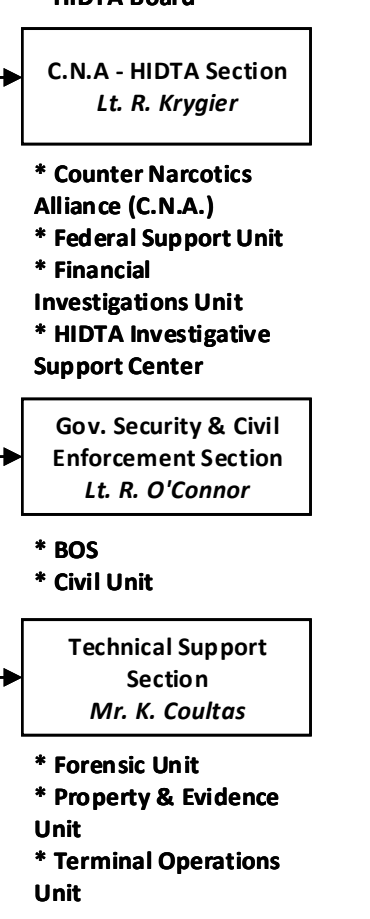 HIDTA Board
C.N.A - HIDTA Section
Lt. R. Krygier
* Counter Narcotics
Alliance (C.N.A.)
* Federal Support Unit
* Financial
Investigations Unit
* HIDTA Investigative
Support Center
Gov. Security & Civil
Enforcement Section
Lt. R. O'Connor
* BOS
* Civil Unit
Technical Support
Section
Mr. K. Coultas
* Forensic Unit
* Property & Evidence
Unit
* Terminal Operations
Unit